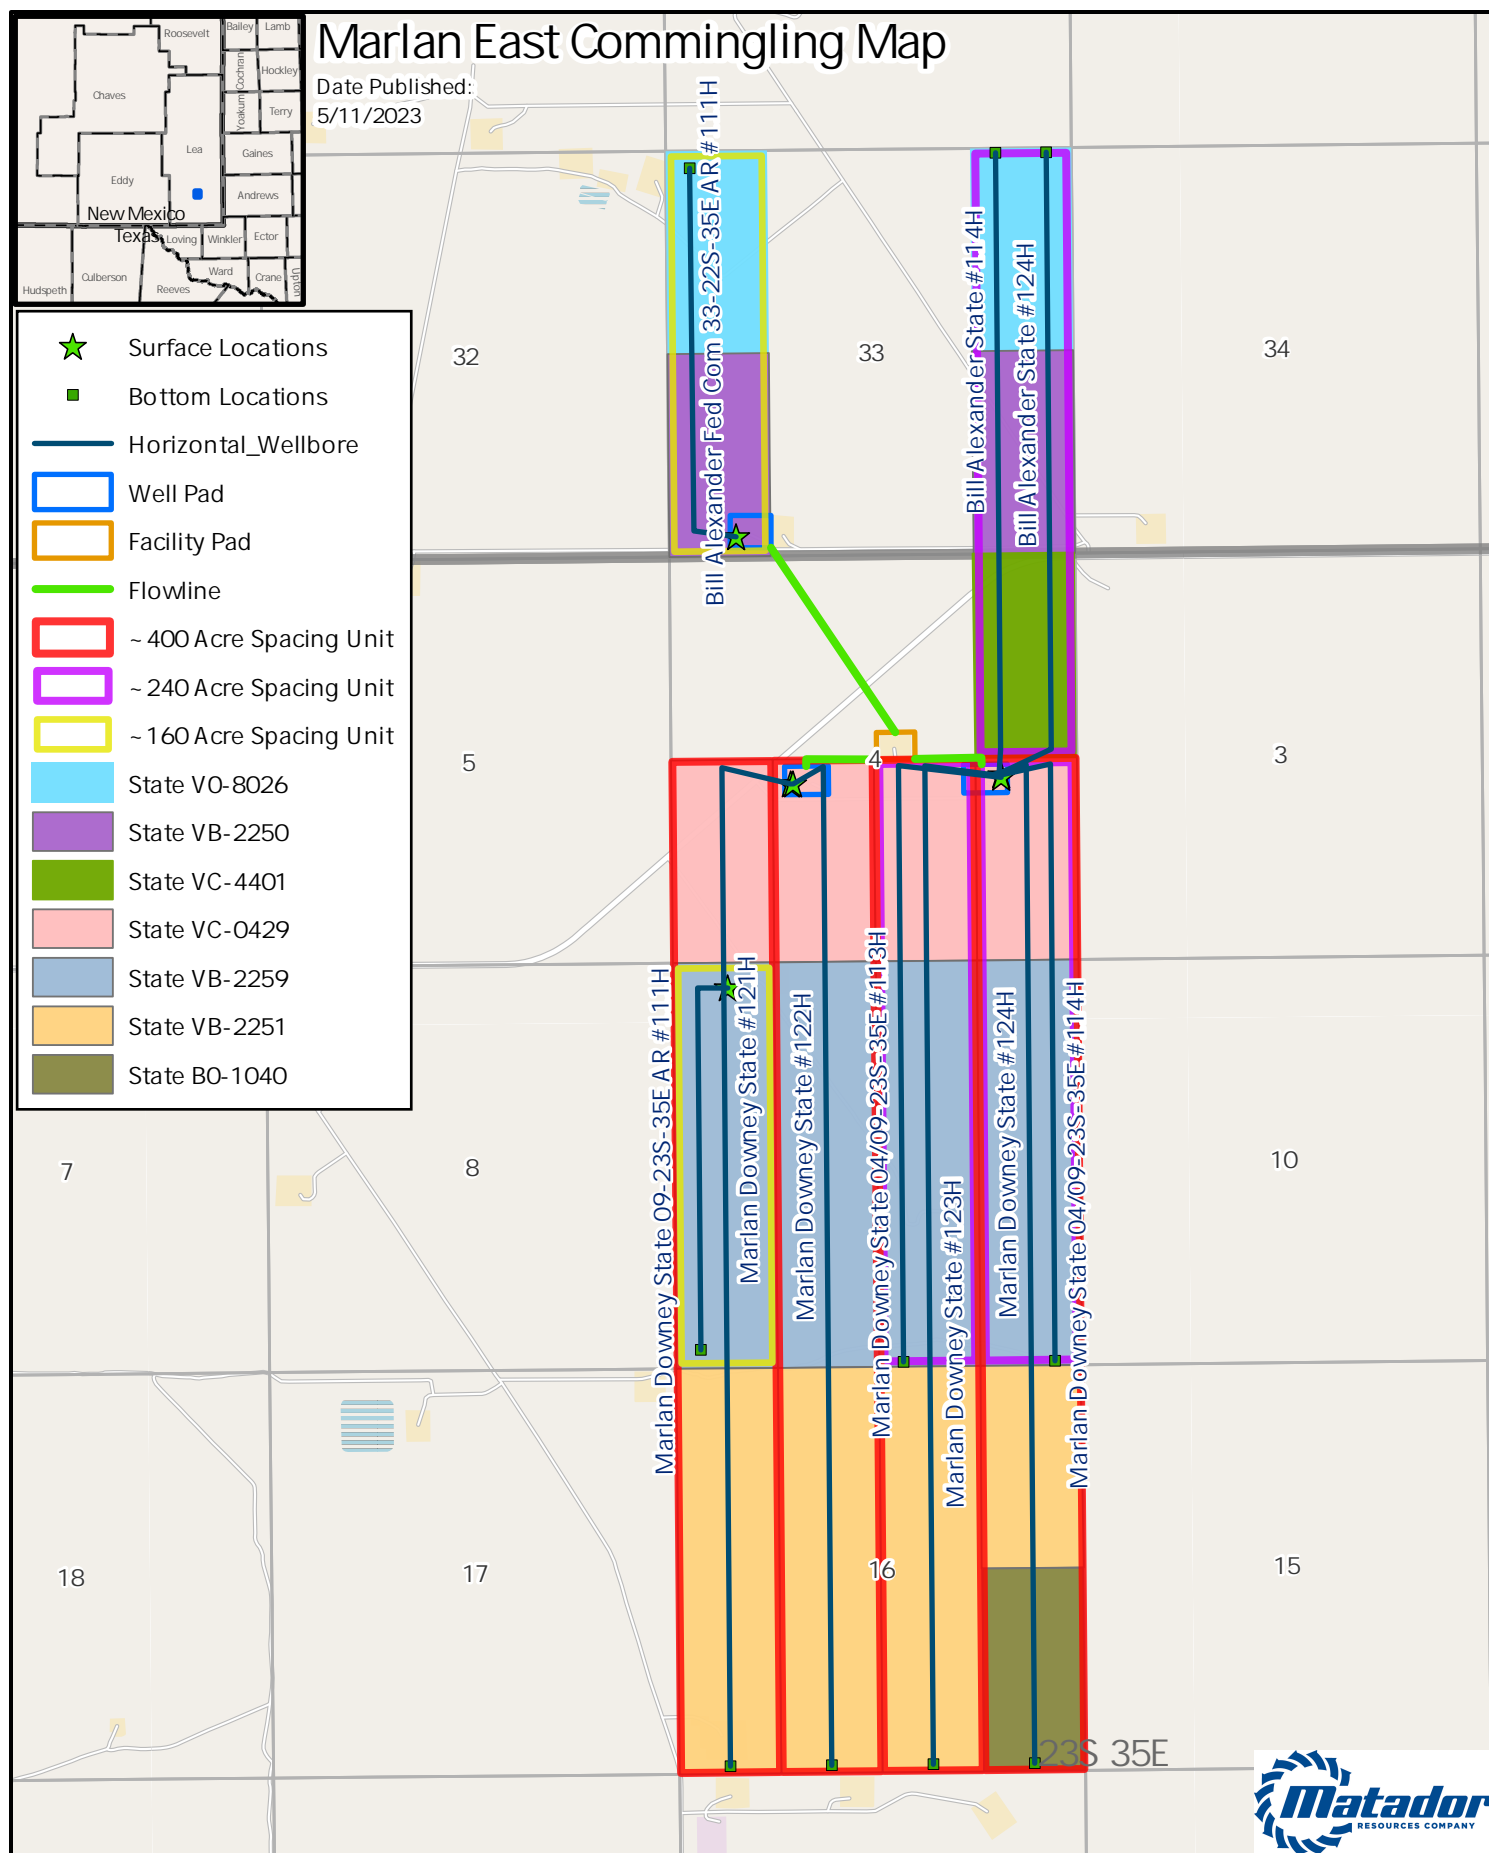 Marlan East Commingling Map
Date Published:
5/11/2023
Roosevelt
Bailey
Lamb
Cochran
Hockley
Chaves
Yoakum
Terry
Lea
Gaines
Eddy
Andrews
New Mexico
Texas
Loving
Winkler
Ector
Culberson
Ward
Crane
Upton
Hudspeth
Reeves
Surface Locations
Bottom Locations
Horizontal_Wellbore
Well Pad
Facility Pad
Flowline
~ 400 Acre Spacing Unit
~ 240 Acre Spacing Unit
~ 160 Acre Spacing Unit
State V0-8026
State VB-2250
State VC-4401
State VC-0429
State VB-2259
State VB-2251
State B0-1040
Bill Alexander Fed Com 33-22S-35E AR #111H
Bill Alexander State #114H
Bill Alexander State #124H
32
33
34
5
4
3
Marlan Downey State 09-23S-35E AR #111H
Marlan Downey State #121H
Marlan Downey State #122H
Marlan Downey State 04/09-23S-35E #113H
Marlan Downey State #123H
Marlan Downey State #124H
Marlan Downey State 04/09-23S-35E #114H
7
8
10
18
17
16
15
23S 35E
Matador
RESOURCES COMPANY